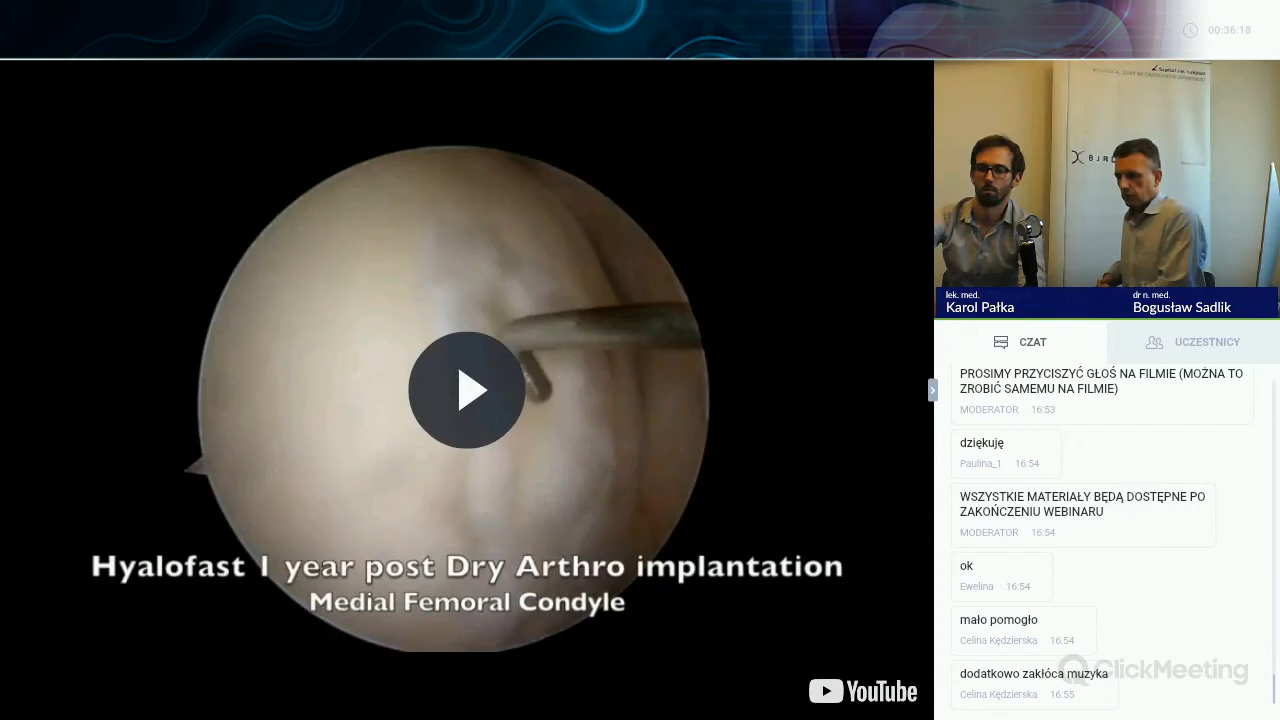 00:36:18
BJR
lek. med.
Karol Pałka
dr n. med.
Bogusław Sadlik
Hyalofast 1 year post Dry Arthro implantation
Medial Femoral Condyle
YouTube
CZAT
UCZESTNICY
PROSIMY PRZYCISZYĆ GŁOŚ NA FILMIE (MOŻNA TO
ZROBIĆ SAMEMU NA FILMIE)
MODERATOR 16:53
dziękuję
Paulina_1 16:54
WSZYSTKIE MATERIAŁY BĘDĄ DOSTĘPNE PO
ZAKOŃCZENIU WEBINARU
MODERATOR 16:54
ok
Ewelina 16:54
mało pomogło
Celina Kędzierska 16:54
ClickMeeting
dodatkowo zakłóca muzyka
Celina Kędzierska 16:55